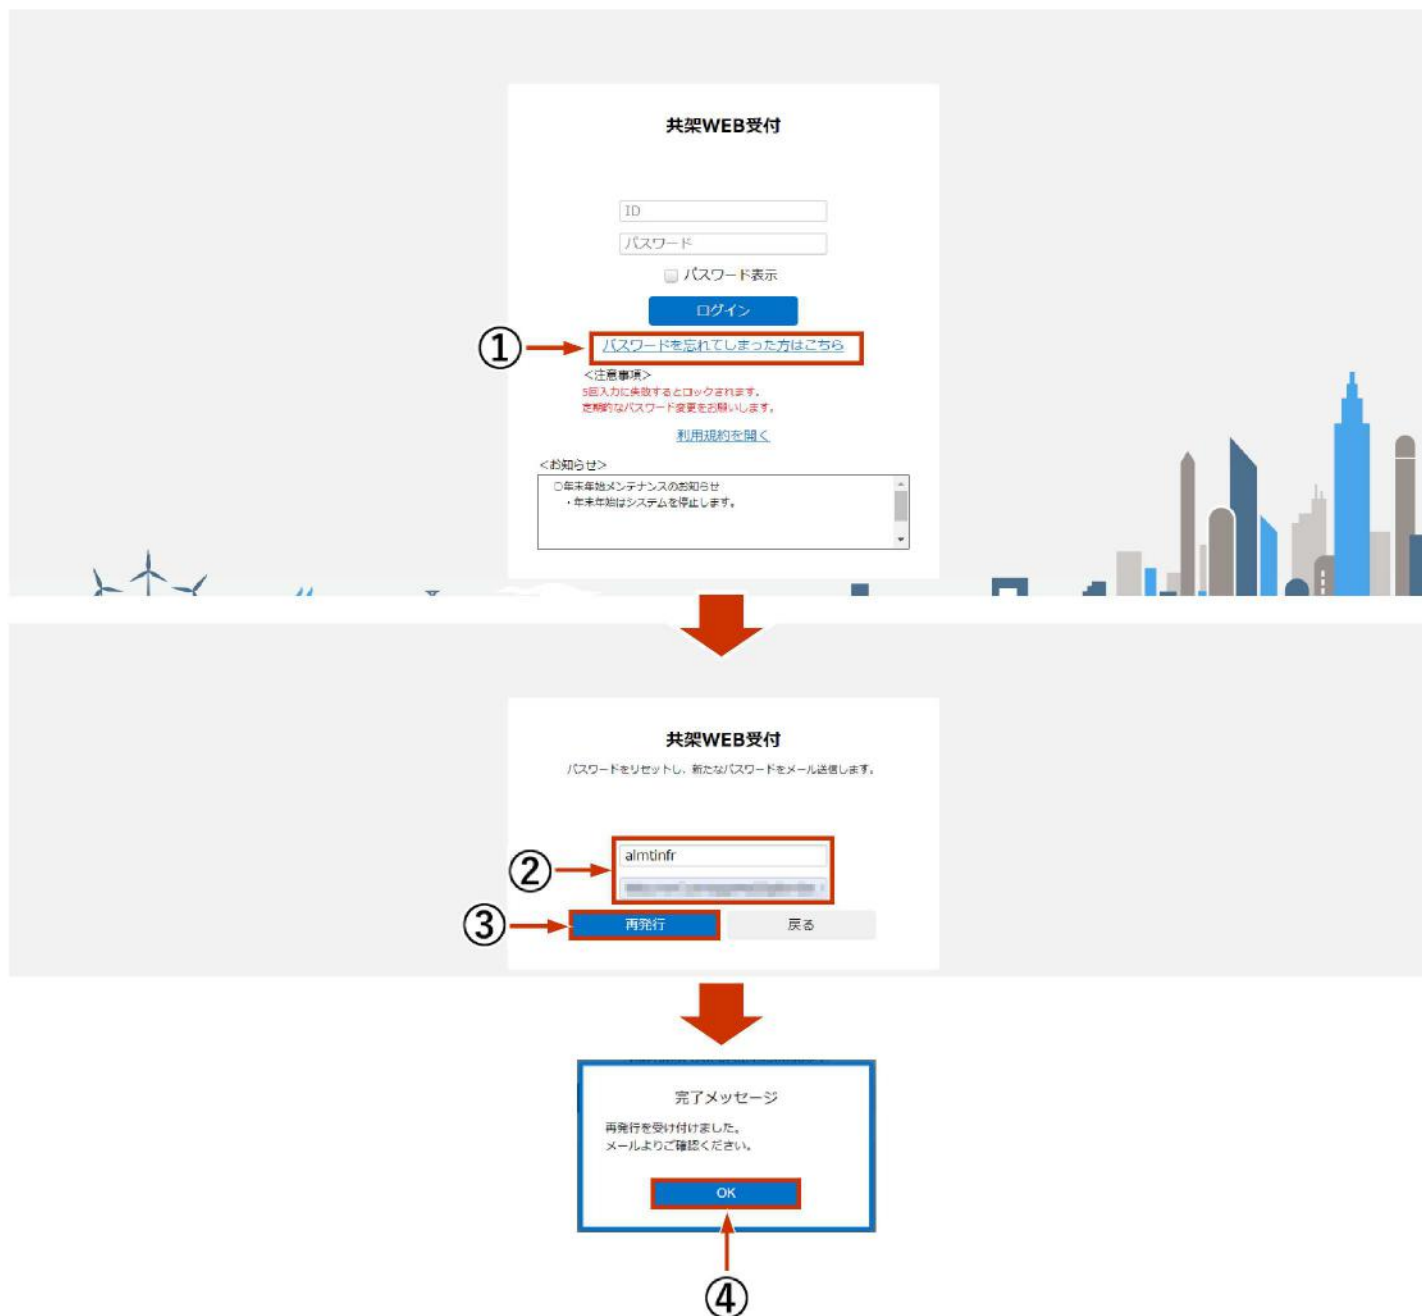 共架WEB受付
ID
パスワード
パスワード表示
ログイン
①
パスワードを忘れてしまった方はこちら
<注意事項>
5回入力に失敗するとロックされます。
定期的なパスワード変更をお願いします。
利用規約を開く
<お知らせ>
○年末年始メンテナンスのお知らせ
・年末年始はシステムを停止します。
共架WEB受付
パスワードをリセットし、新たなパスワードをメール送信します。
②
almtinfr
③
再発行
戻る
完了メッセージ
再発行を受け付けました。
メールよりご確認ください。
OK
④